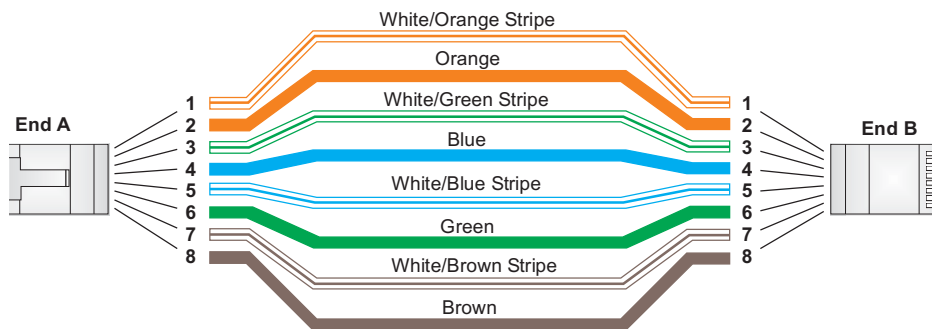 White/Orange Stripe
Orange
White/Green Stripe
Blue
White/Blue Stripe
Green
White/Brown Stripe
Brown
End A
1
2
3
4
5
6
7
8
End B
1
2
3
4
5
6
7
8